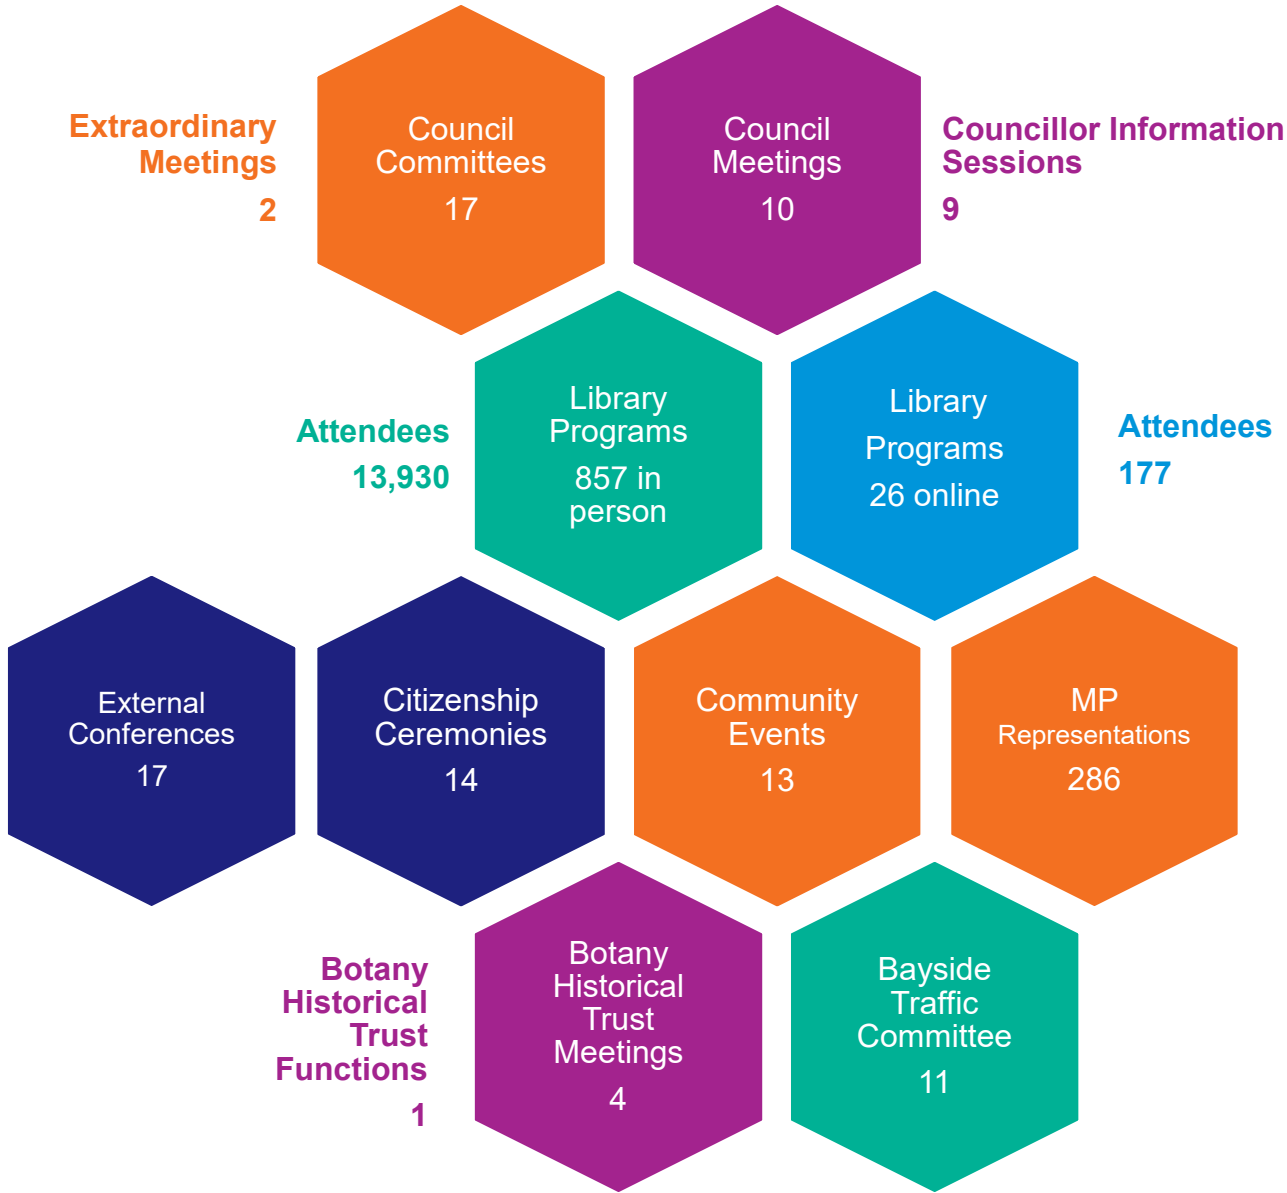 Extraordinary
Meetings
2
Council
Committees
17
Council
Meetings
10
Councillor Information
Sessions
9
Attendees
13,930
Library
Programs
857 in
person
Library
Programs
26 online
Attendees
177
External
Conferences
17
Citizenship
Ceremonies
14
Community
Events
13
MP
Representations
286
Botany
Historical
Trust
Functions
1
Botany
Historical
Trust
Meetings
4
Bayside
Traffic
Committee
11